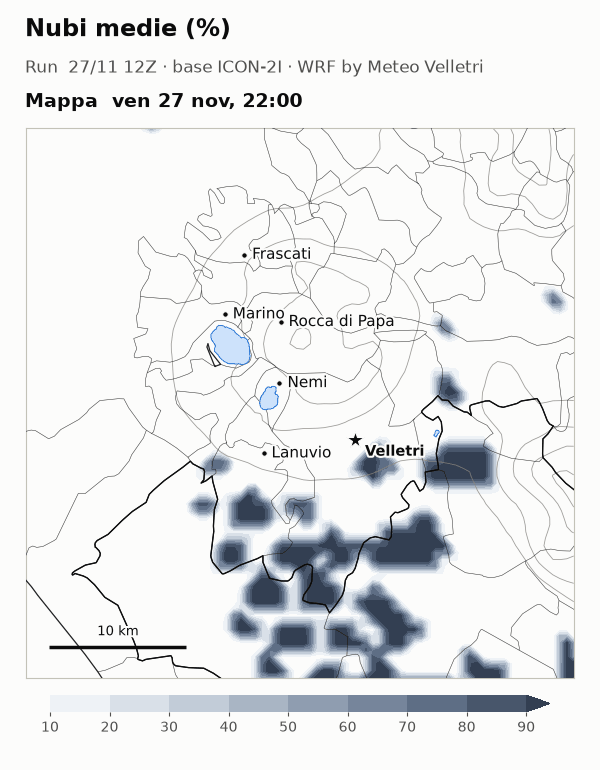 Nubi medie (%)
Run  27/11 12Z · base ICON-2I · WRF by Meteo Velletri
Mappa  ven 27 nov, 22:00
Frascati
Marino
Rocca di Papa
Nemi
Velletri
Lanuvio
10 km
10 20 30 40 50 60 70 80 90